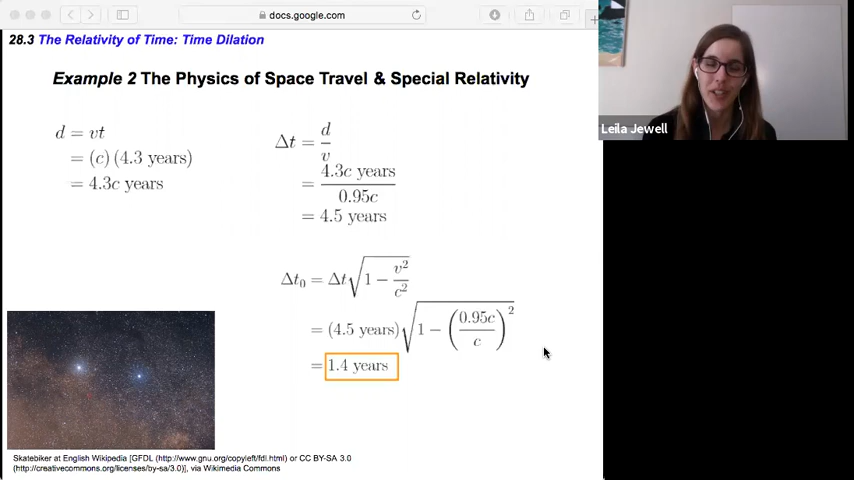 docs.google.com
28.3 The Relativity of Time: Time Dilation
Example 2 The Physics of Space Travel & Special Relativity
d = vt
= (c) (4.3 years)
= 4.3c years
Δt = d/v
= 4.3c years / 0.95c
= 4.5 years
Δt₀ = Δt√(1 − v²/c²)
= (4.5 years)√(1 − (0.95c/c)²)
= 1.4 years
Skatebiker at English Wikipedia [GFDL (http://www.gnu.org/copyleft/fdl.html) or CC BY-SA 3.0
(http://creativecommons.org/licenses/by-sa/3.0)], via Wikimedia Commons
Leila Jewell